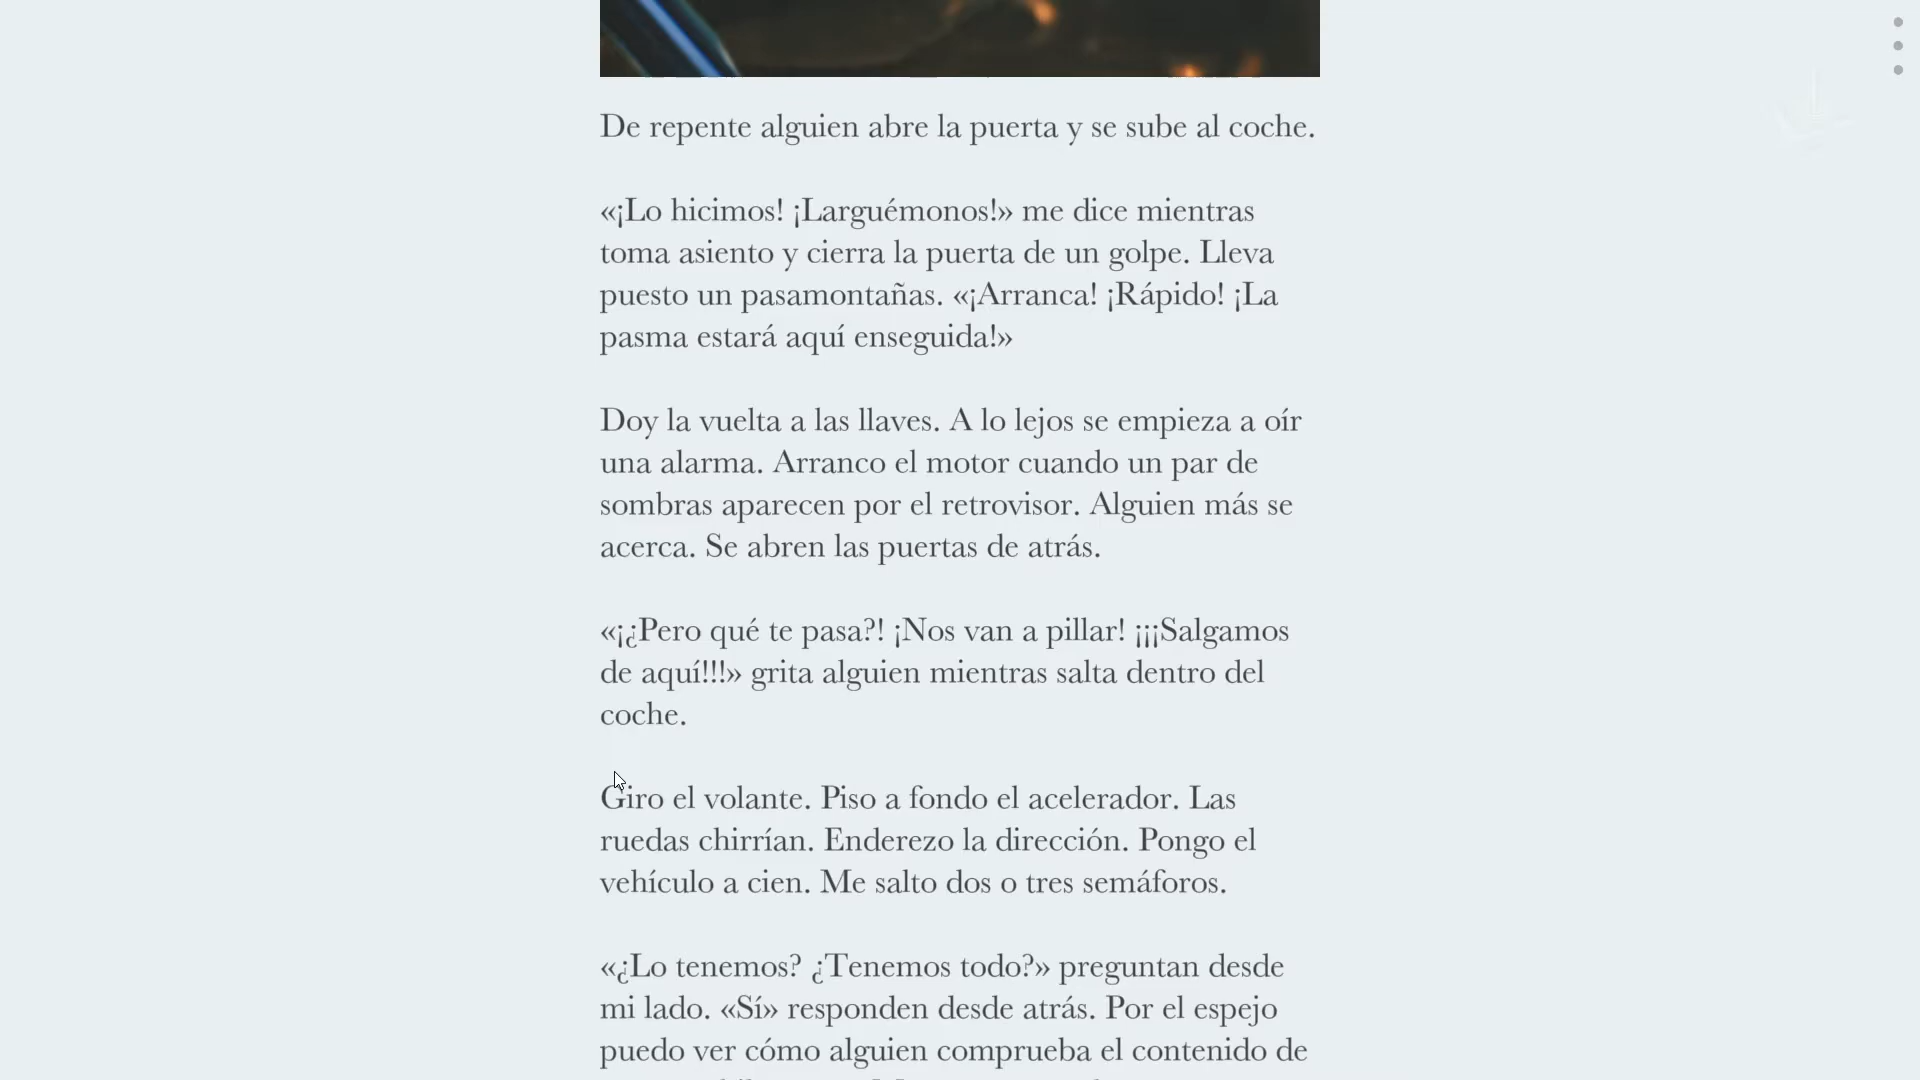 De repente alguien abre la puerta y se sube al coche.
«¡Lo hicimos! ¡Larguémonos!» me dice mientras
toma asiento y cierra la puerta de un golpe. Lleva
puesto un pasamontañas. «¡Arranca! ¡Rápido! ¡La
pasma estará aquí enseguida!»
Doy la vuelta a las llaves. A lo lejos se empieza a oír
una alarma. Arranco el motor cuando un par de
sombras aparecen por el retrovisor. Alguien más se
acerca. Se abren las puertas de atrás.
«¡¿Pero qué te pasa?! ¡Nos van a pillar! ¡¡¡Salgamos
de aquí!!!» grita alguien mientras salta dentro del
coche.
Giro el volante. Piso a fondo el acelerador. Las
ruedas chirrían. Enderezo la dirección. Pongo el
vehículo a cien. Me salto dos o tres semáforos.
«¿Lo tenemos? ¿Tenemos todo?» preguntan desde
mi lado. «Sí» responden desde atrás. Por el espejo
puedo ver cómo alguien comprueba el contenido de